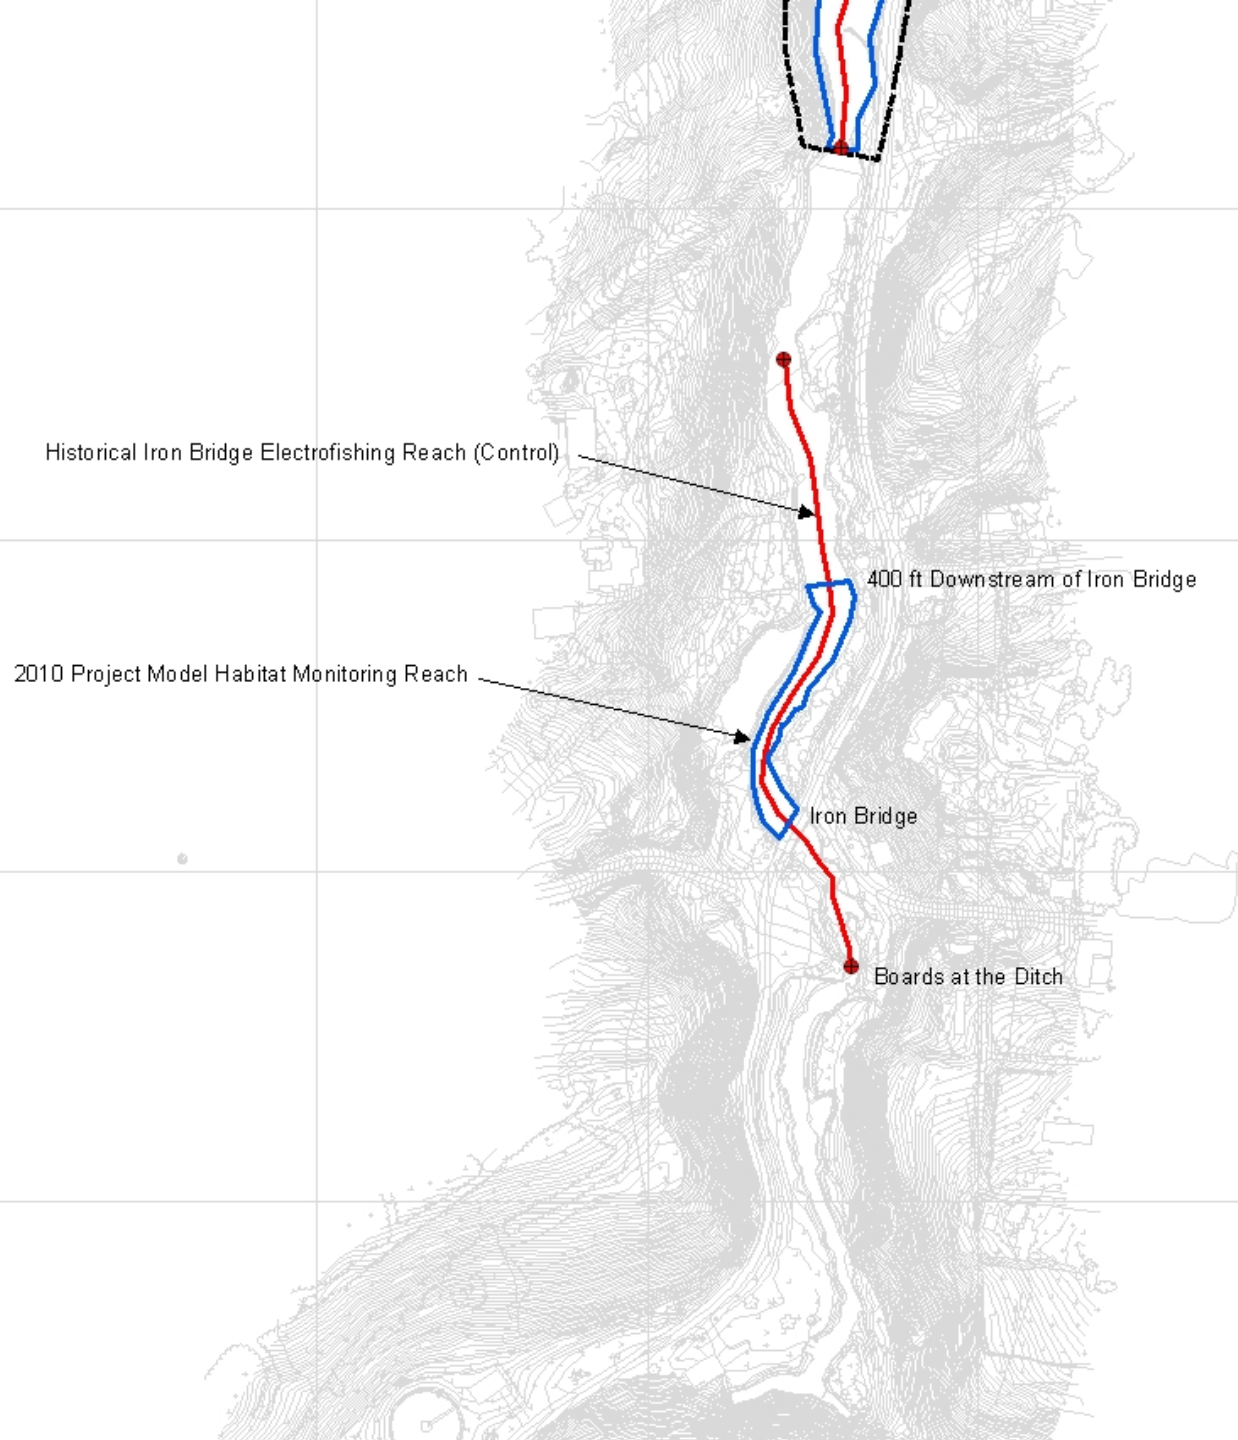 Historical Iron Bridge Electrofishing Reach (Control)
400 ft Downstream of Iron Bridge
2010 Project Model Habitat Monitoring Reach
Iron Bridge
Boards at the Ditch